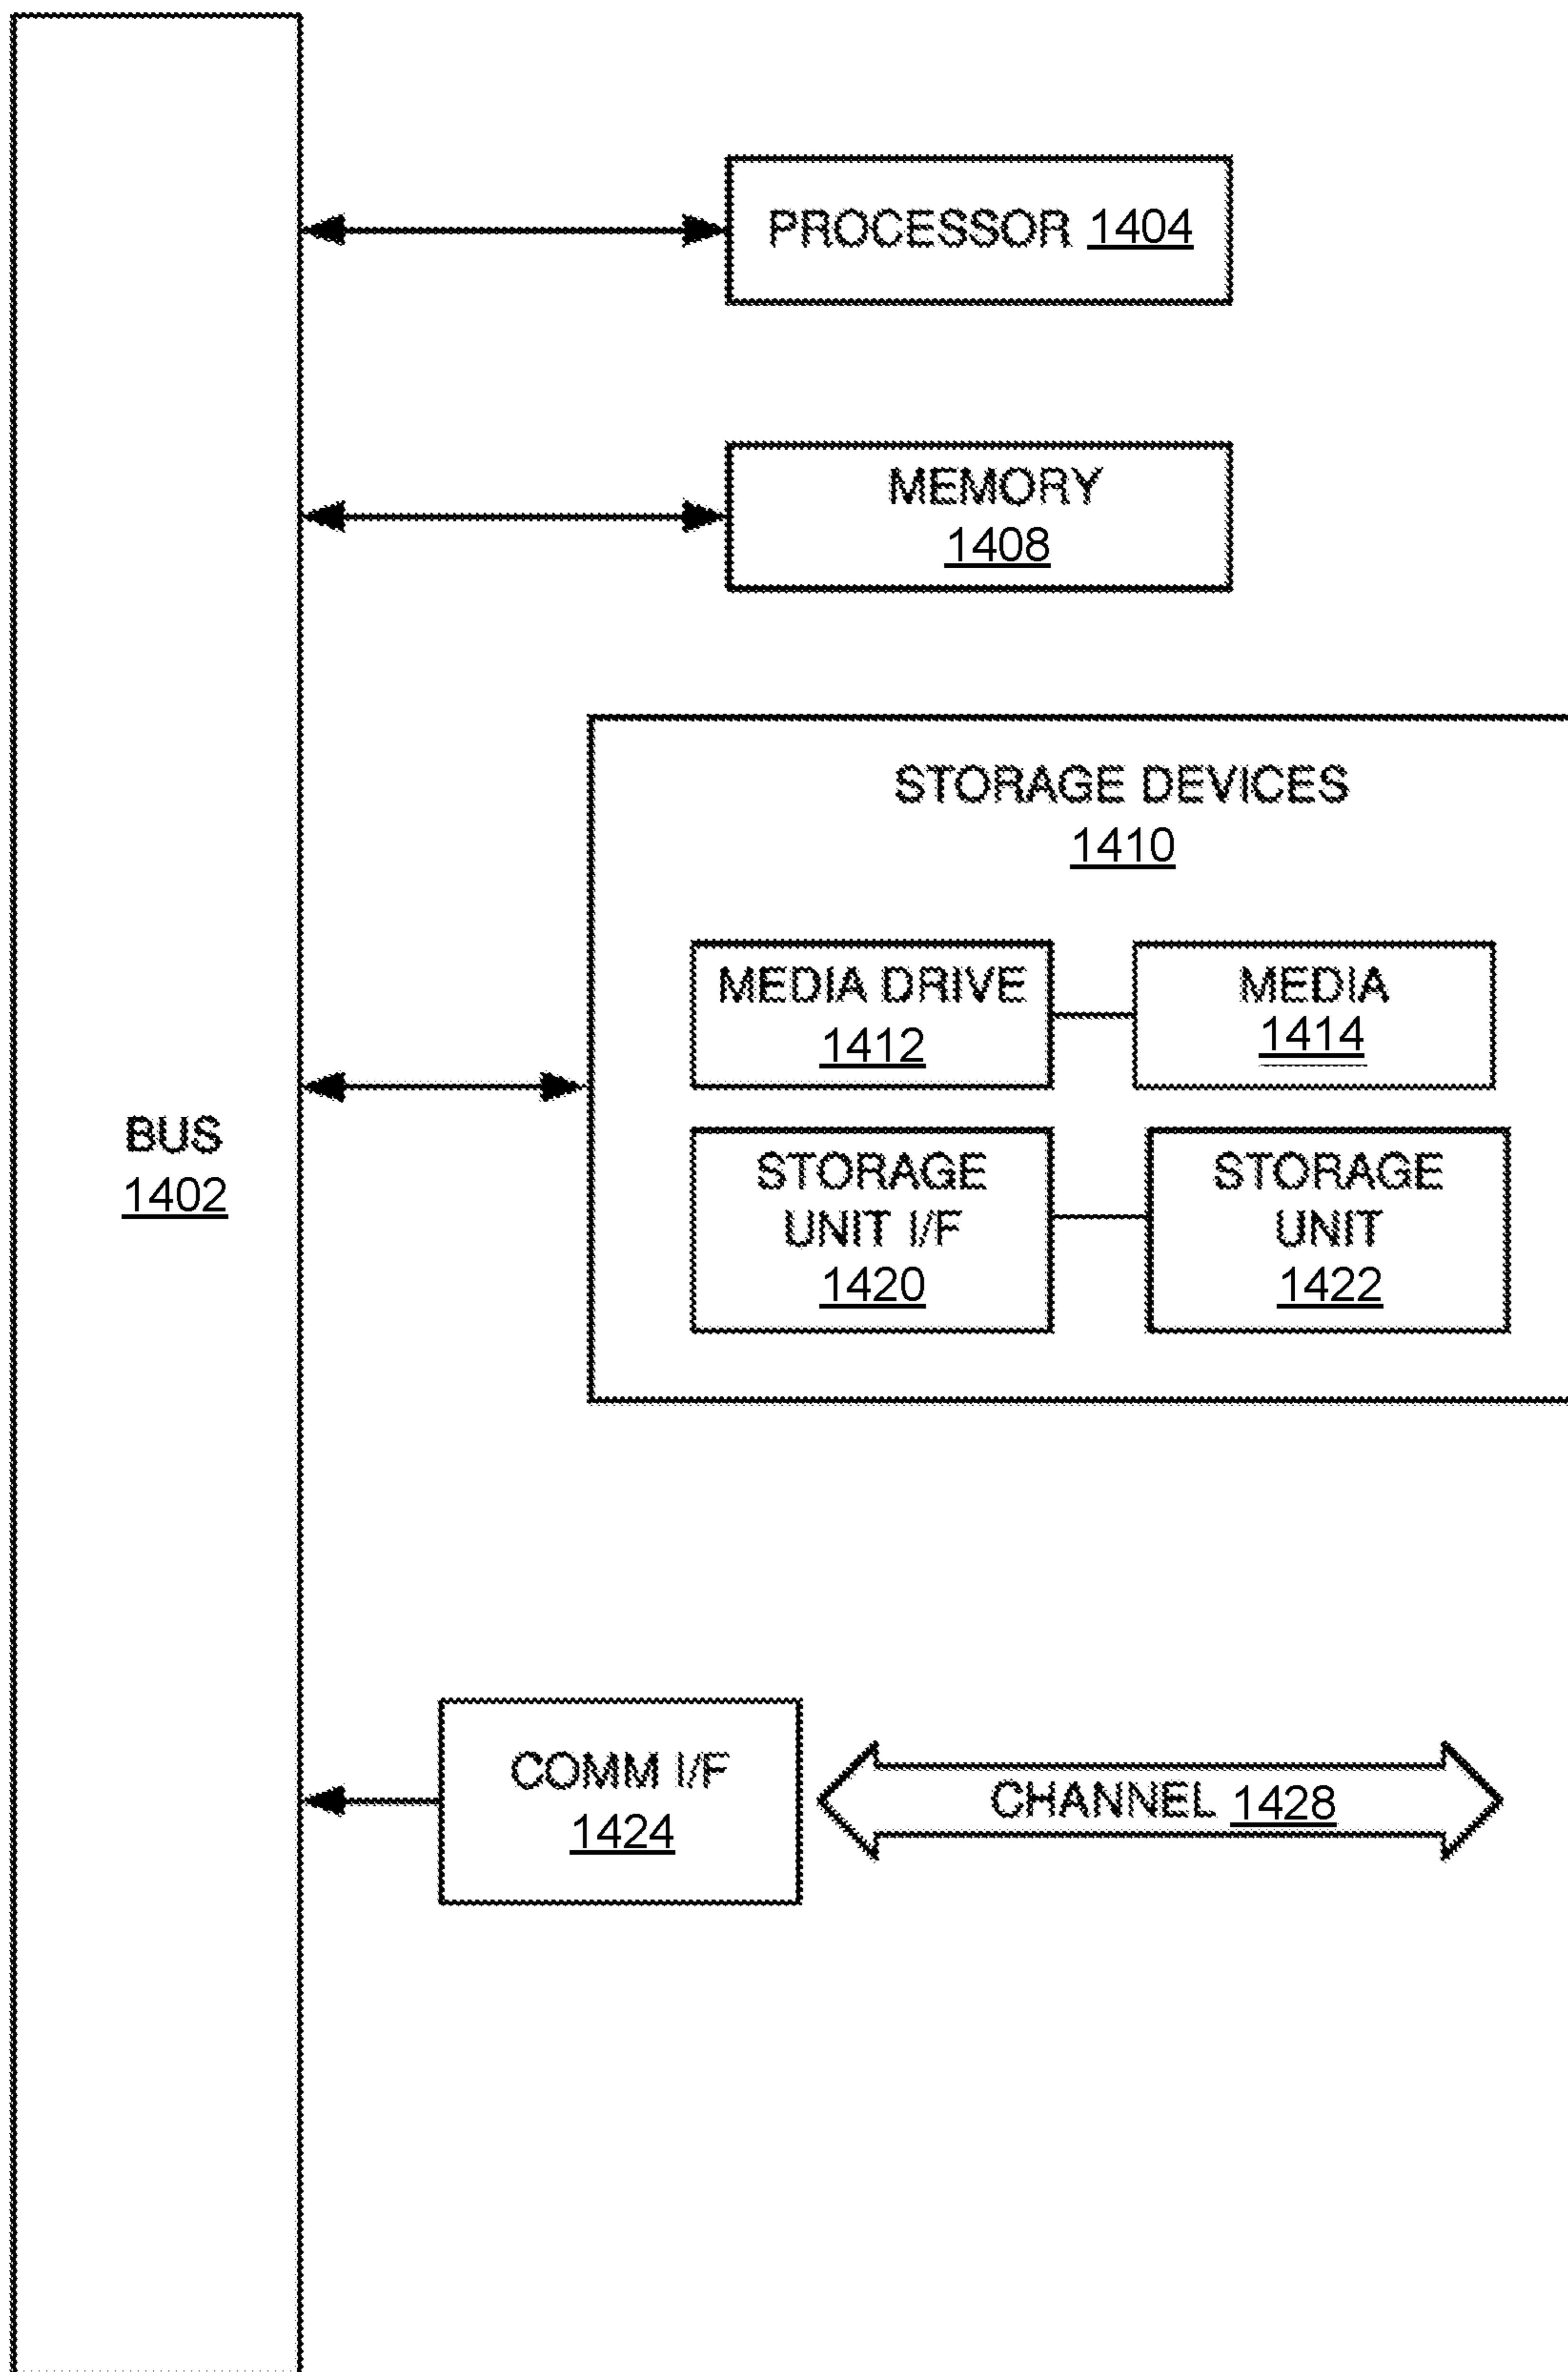 PROCESSOR 1404
MEMORY
1408
STORAGE DEVICES
1410
MEDIA DRIVE
1412
MEDIA
1414
BUS
1402
STORAGE
UNIT I/F
1420
STORAGE
UNIT
1422
COMM I/F
1424
CHANNEL 1428